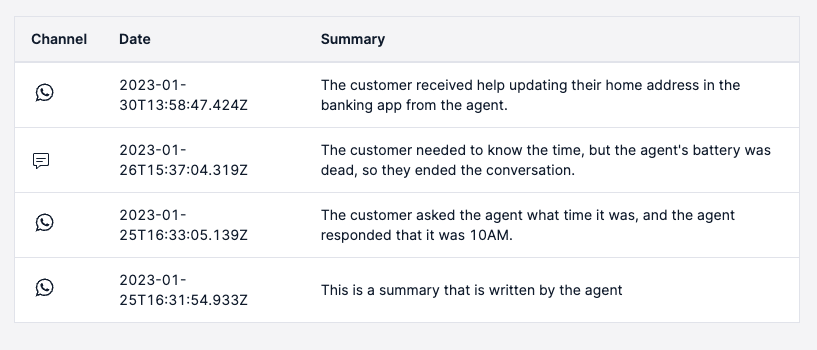 Channel Date Summary
2023-01-
30T13:58:47.424Z
The customer received help updating their home address in the
banking app from the agent.
2023-01-
26T15:37:04.319Z
The customer needed to know the time, but the agent's battery was
dead, so they ended the conversation.
2023-01-
25T16:33:05.139Z
The customer asked the agent what time it was, and the agent
responded that it was 10AM.
2023-01-
25T16:31:54.933Z
This is a summary that is written by the agent